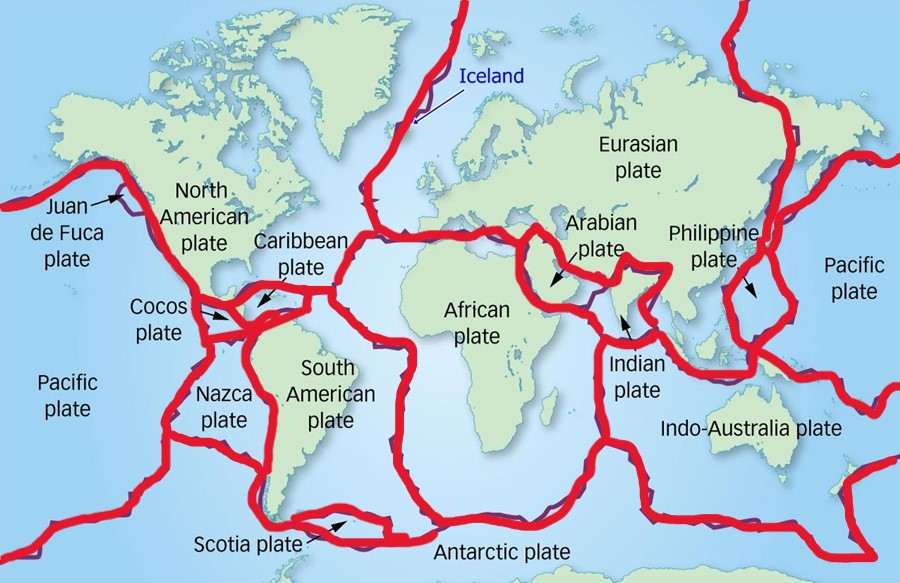 Iceland
Eurasian
plate
North
American
plate
Juan
de Fuca
plate
Caribbean
plate
Arabian
plate
Philippine
plate
Pacific
plate
Cocos
plate
African
plate
Indian
plate
Pacific
plate
Nazca
plate
South
American
plate
Indo-Australia plate
Scotia plate
Antarctic plate